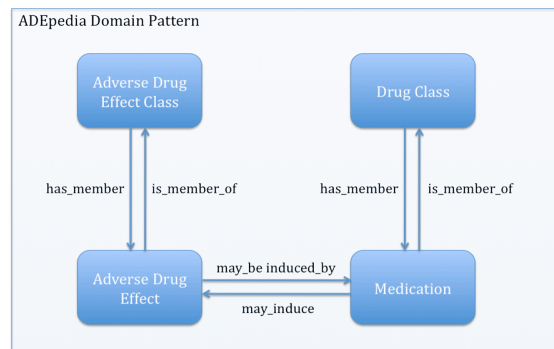 ADEpedia Domain Pattern
Adverse Drug
Effect Class
Drug Class
has_member
is_member_of
has_member
is_member_of
Adverse Drug
Effect
may_be induced_by
may_induce
Medication